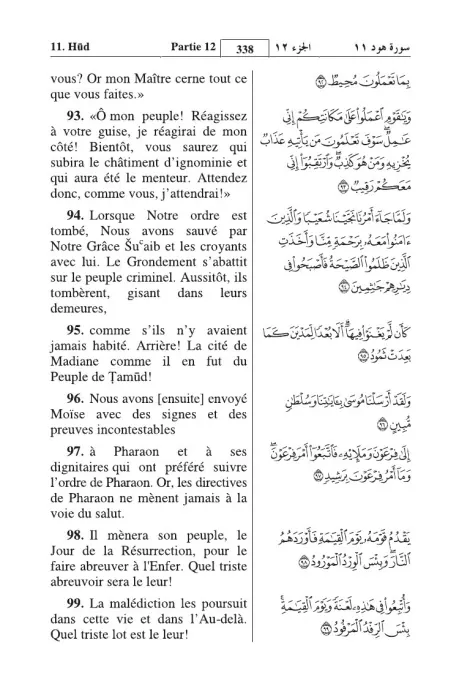 11. Hūd Partie 12 338 الجزء ١٢ سورة هود ١١
vous? Or mon Maître cerne tout ce
que vous faites.»
93. «Ô mon peuple! Réagissez
à votre guise, je réagirai de mon
côté! Bientôt, vous saurez qui
subira le châtiment d'ignominie et
qui aura été le menteur. Attendez
donc, comme vous, j'attendrai!»
94. Lorsque Notre ordre est
tombé, Nous avons sauvé par
Notre Grâce Šuᶜaib et les croyants
avec lui. Le Grondement s'abattit
sur le peuple criminel. Aussitôt, ils
tombèrent, gisant dans leurs
demeures,
95. comme s'ils n'y avaient
jamais habité. Arrière! La cité de
Madiane comme il en fut du
Peuple de Ṭamūd!
96. Nous avons [ensuite] envoyé
Moïse avec des signes et des
preuves incontestables
97. à Pharaon et à ses
dignitaires qui ont préféré suivre
l'ordre de Pharaon. Or, les directives
de Pharaon ne mènent jamais à la
voie du salut.
98. Il mènera son peuple, le
Jour de la Résurrection, pour le
faire abreuver à l'Enfer. Quel triste
abreuvoir sera le leur!
99. La malédiction les poursuit
dans cette vie et dans l'Au-delà.
Quel triste lot est le leur!
بِمَا تَعْمَلُونَ مُحِيطٌ ﴿٩٢﴾
وَيَٰقَوْمِ ٱعْمَلُوا۟ عَلَىٰ مَكَانَتِكُمْ إِنِّى
عَٰمِلٌ ۖ سَوْفَ تَعْلَمُونَ مَن يَأْتِيهِ عَذَابٌ
يُخْزِيهِ وَمَنْ هُوَ كَٰذِبٌ ۖ وَٱرْتَقِبُوٓا۟ إِنِّى
مَعَكُمْ رَقِيبٌ ﴿٩٣﴾
وَلَمَّا جَآءَ أَمْرُنَا نَجَّيْنَا شُعَيْبًا وَٱلَّذِينَ
ءَامَنُوا۟ مَعَهُۥ بِرَحْمَةٍ مِّنَّا وَأَخَذَتِ
ٱلَّذِينَ ظَلَمُوا۟ ٱلصَّيْحَةُ فَأَصْبَحُوا۟ فِى
دِيَٰرِهِمْ جَٰثِمِينَ ﴿٩٤﴾
كَأَن لَّمْ يَغْنَوْا۟ فِيهَآ ۗ أَلَا بُعْدًا لِّمَدْيَنَ كَمَا
بَعِدَتْ ثَمُودُ ﴿٩٥﴾
وَلَقَدْ أَرْسَلْنَا مُوسَىٰ بِـَٔايَٰتِنَا وَسُلْطَٰنٍ
مُّبِينٍ ﴿٩٦﴾
إِلَىٰ فِرْعَوْنَ وَمَلَإِي۟هِۦ فَٱتَّبَعُوٓا۟ أَمْرَ فِرْعَوْنَ ۖ
وَمَآ أَمْرُ فِرْعَوْنَ بِرَشِيدٍ ﴿٩٧﴾
يَقْدُمُ قَوْمَهُۥ يَوْمَ ٱلْقِيَٰمَةِ فَأَوْرَدَهُمُ
ٱلنَّارَ ۖ وَبِئْسَ ٱلْوِرْدُ ٱلْمَوْرُودُ ﴿٩٨﴾
وَأُتْبِعُوا۟ فِى هَٰذِهِۦ لَعْنَةً وَيَوْمَ ٱلْقِيَٰمَةِ ۚ
بِئْسَ ٱلرِّفْدُ ٱلْمَرْفُودُ ﴿٩٩﴾